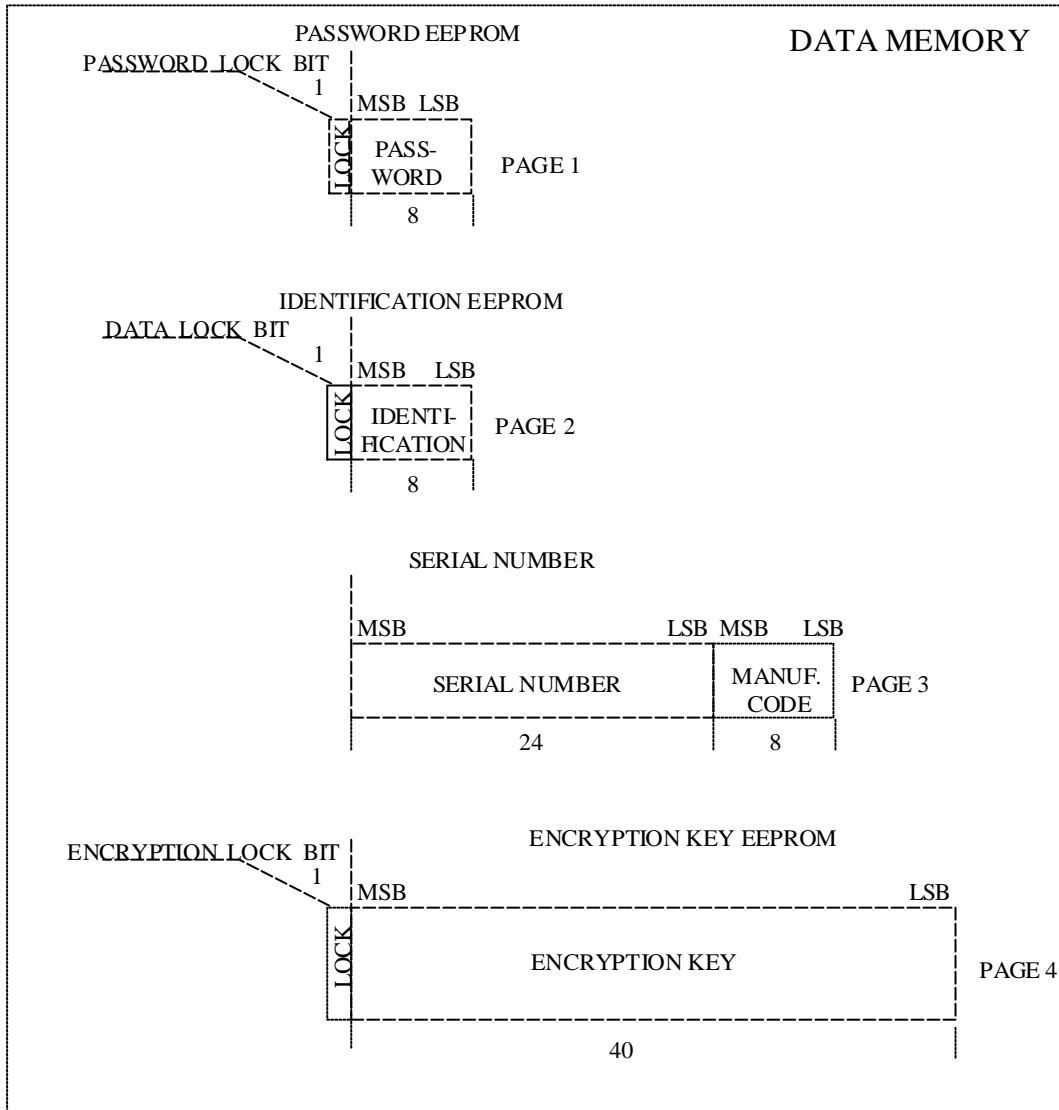 PASSWORD EEPROM
DATA MEMORY
PASSWORD LOCK BIT
1
MSB LSB
LOCK
PASS-
WORD
PAGE 1
8
IDENTIFICATION EEPROM
DATA LOCK BIT
1
MSB LSB
LOCK
IDENTI-
FICATION
PAGE 2
8
SERIAL NUMBER
MSB LSB MSB LSB
SERIAL NUMBER
MANUF.
CODE
PAGE 3
24 8
ENCRYPTION KEY EEPROM
ENCRYPTION LOCK BIT
1
MSB LSB
LOCK
ENCRYPTION KEY
PAGE 4
40